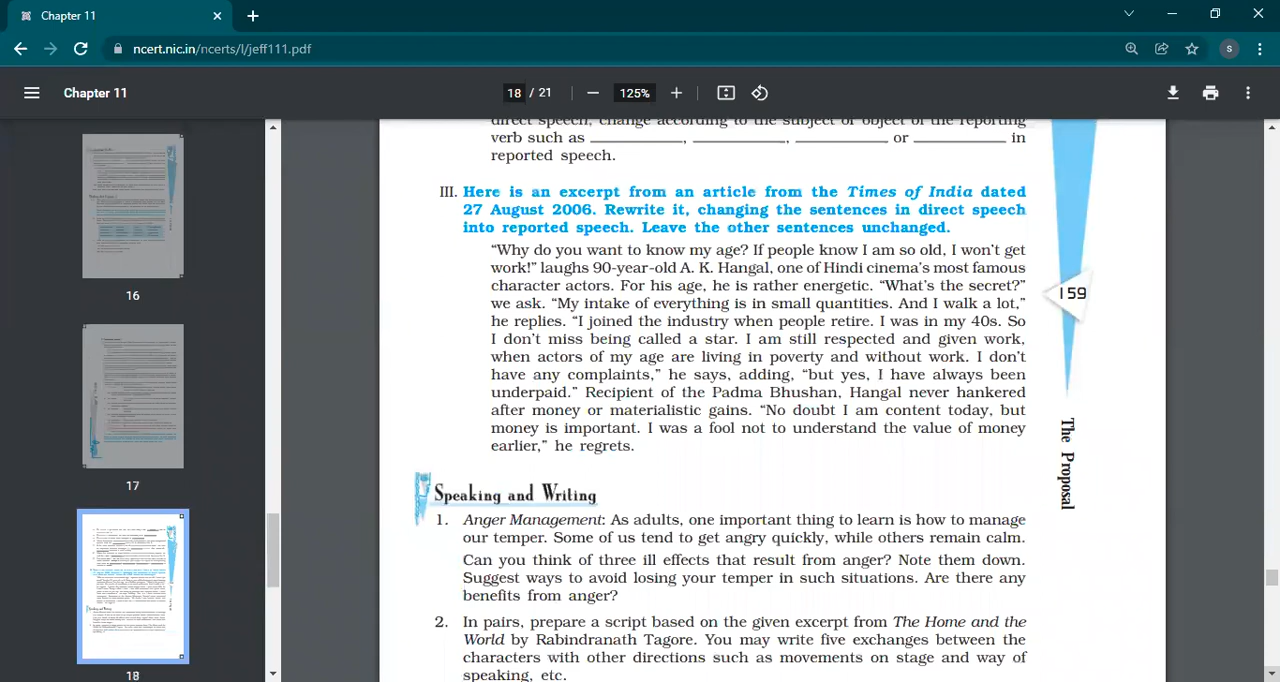 Chapter 11
ncert.nic.in/ncerts/l/jeff111.pdf
S
Chapter 11
18 / 21
125%
16
17
18
direct speech, change according to the subject or object of the reporting
verb such as ____________, ____________, ____________ or ____________ in
reported speech.
III. Here is an excerpt from an article from the Times of India dated
27 August 2006. Rewrite it, changing the sentences in direct speech
into reported speech. Leave the other sentences unchanged.
“Why do you want to know my age? If people know I am so old, I won’t get
work!” laughs 90-year-old A. K. Hangal, one of Hindi cinema’s most famous
character actors. For his age, he is rather energetic. “What’s the secret?”
we ask. “My intake of everything is in small quantities. And I walk a lot,”
he replies. “I joined the industry when people retire. I was in my 40s. So
I don’t miss being called a star. I am still respected and given work,
when actors of my age are living in poverty and without work. I don’t
have any complaints,” he says, adding, “but yes, I have always been
underpaid.” Recipient of the Padma Bhushan, Hangal never hankered
after money or materialistic gains. “No doubt I am content today, but
money is important. I was a fool not to understand the value of money
earlier,” he regrets.
159
The Proposal
Speaking and Writing
1. Anger Management: As adults, one important thing to learn is how to manage
our temper. Some of us tend to get angry quickly, while others remain calm.
Can you think of three ill effects that result from anger? Note them down.
Suggest ways to avoid losing your temper in such situations. Are there any
benefits from anger?
2. In pairs, prepare a script based on the given excerpt from The Home and the
World by Rabindranath Tagore. You may write five exchanges between the
characters with other directions such as movements on stage and way of
speaking, etc.